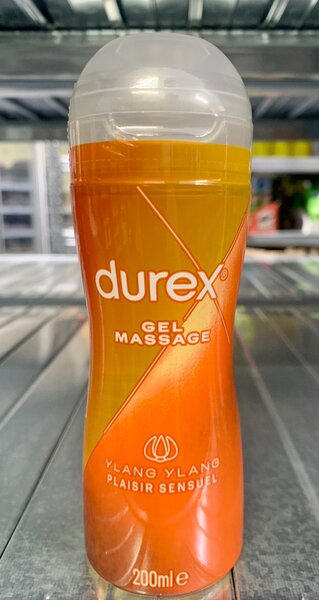 durex®
GEL
MASSAGE
YLANG YLANG
PLAISIR SENSUEL
200ml e